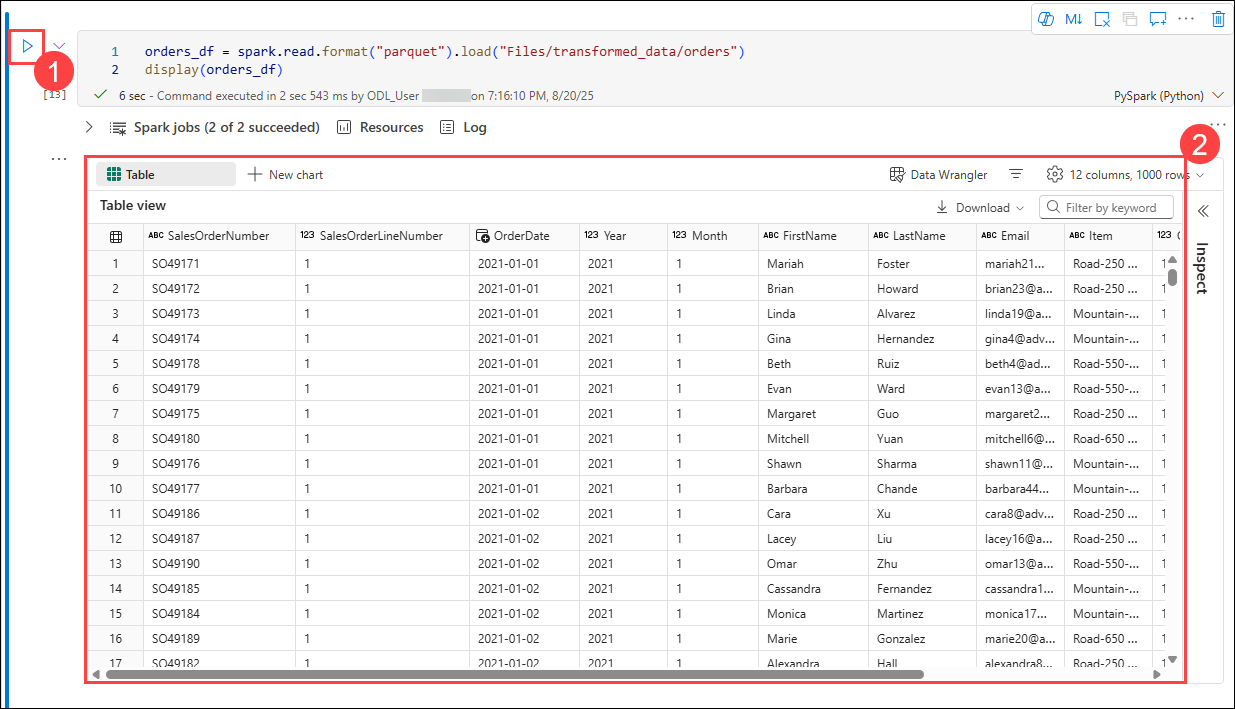 M↓
1 orders_df = spark.read.format("parquet").load("Files/transformed_data/orders")
2 display(orders_df)
1
[13]
6 sec - Command executed in 2 sec 543 ms by ODL_User on 7:16:10 PM, 8/20/25 PySpark (Python)
Spark jobs (2 of 2 succeeded) Resources Log
2
Table New chart Data Wrangler 12 columns, 1000 rows
Table view Download Filter by keyword
Inspect
ABC SalesOrderNumber 123 SalesOrderLineNumber OrderDate 123 Year 123 Month ABC FirstName ABC LastName ABC Email ABC Item 123
1 SO49171 1 2021-01-01 2021 1 Mariah Foster mariah21... Road-250 ... 1
2 SO49172 1 2021-01-01 2021 1 Brian Howard brian23@a... Road-250 ... 1
3 SO49173 1 2021-01-01 2021 1 Linda Alvarez linda19@a... Mountain-... 1
4 SO49174 1 2021-01-01 2021 1 Gina Hernandez gina4@adv... Mountain-... 1
5 SO49178 1 2021-01-01 2021 1 Beth Ruiz beth4@ad... Road-550-... 1
6 SO49179 1 2021-01-01 2021 1 Evan Ward evan13@a... Road-550-... 1
7 SO49175 1 2021-01-01 2021 1 Margaret Guo margaret2... Road-250 ... 1
8 SO49180 1 2021-01-01 2021 1 Mitchell Yuan mitchell6@... Road-650 ... 1
9 SO49176 1 2021-01-01 2021 1 Shawn Sharma shawn11@... Mountain-... 1
10 SO49177 1 2021-01-01 2021 1 Barbara Chande barbara44... Mountain-... 1
11 SO49186 1 2021-01-02 2021 1 Cara Xu cara8@adv... Road-250 ... 1
12 SO49187 1 2021-01-02 2021 1 Lacey Liu lacey16@a... Road-250 ... 1
13 SO49190 1 2021-01-02 2021 1 Omar Zhu omar13@a... Road-550-... 1
14 SO49185 1 2021-01-02 2021 1 Cassandra Fernandez cassandra1... Mountain-... 1
15 SO49184 1 2021-01-02 2021 1 Monica Martinez monica17... Mountain-... 1
16 SO49189 1 2021-01-02 2021 1 Marie Gonzalez marie20@a... Road-650 ... 1
17 SO49182 1 2021-01-02 2021 1 Alexandra Hall alexandra8... Road-250 ... 1